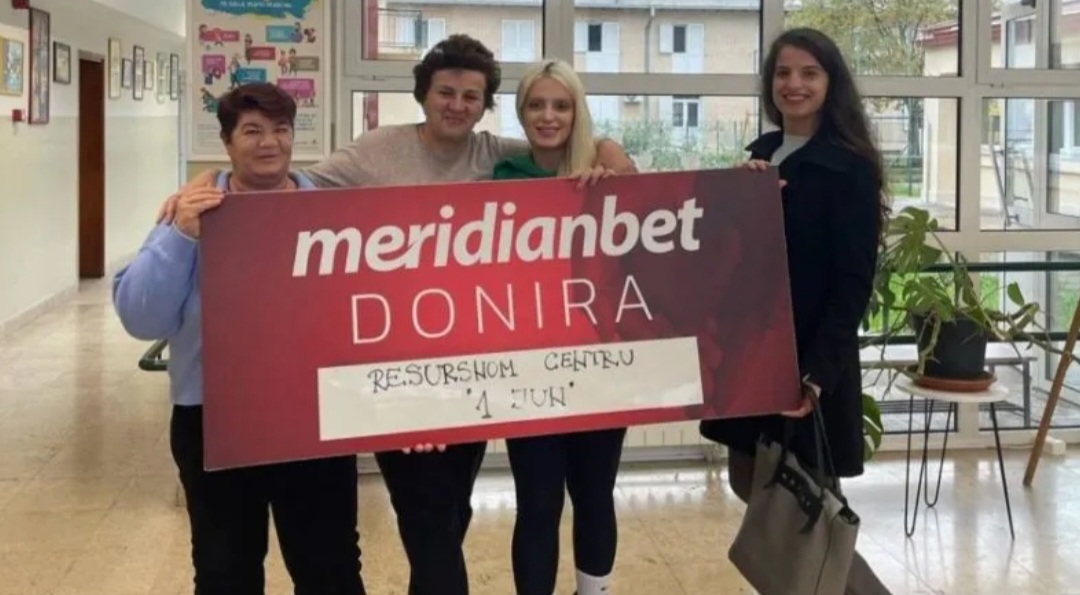 meridianbet
DONIRA
RESURSNOM CENTRU
"1 JUN"